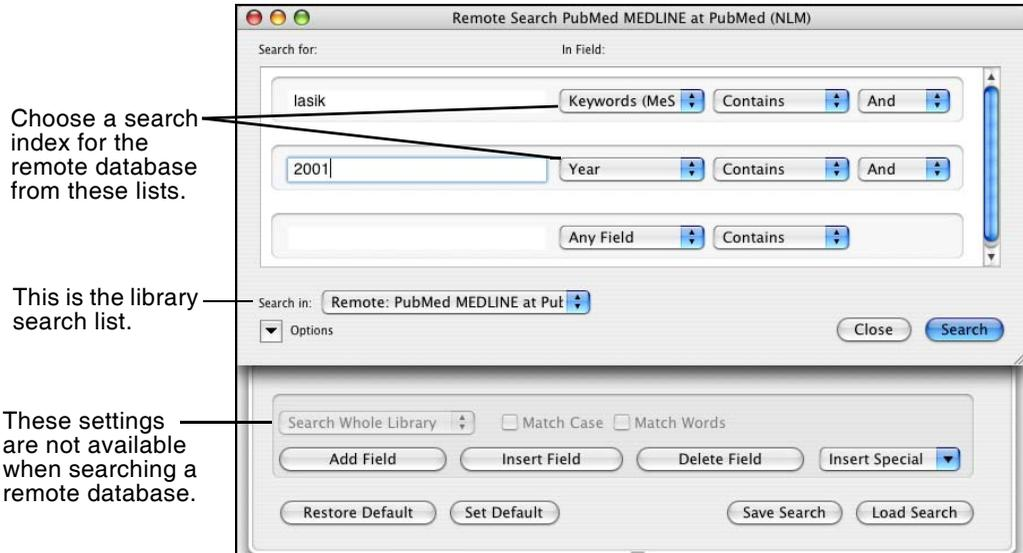 Remote Search PubMed MEDLINE at PubMed (NLM)
Search for: In Field:
lasik Keywords (MeS Contains And
Choose a search
index for the
remote database
from these lists.
2001 Year Contains And
Any Field Contains
This is the library
search list.
Search in: Remote: PubMed MEDLINE at Pub
Options Close Search
These settings
are not available
when searching a
remote database.
Search Whole Library Match Case Match Words
Add Field Insert Field Delete Field Insert Special
Restore Default Set Default Save Search Load Search